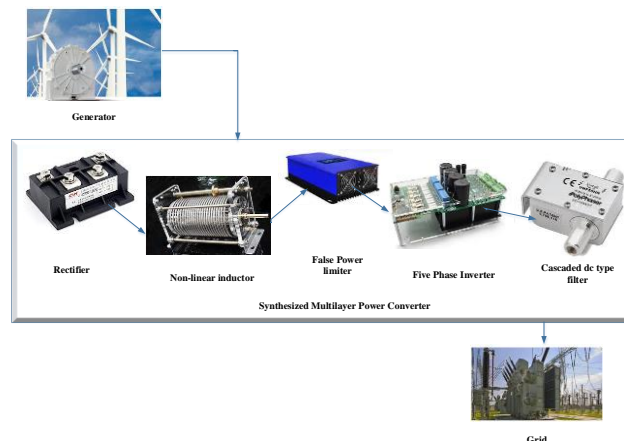 Generator
Rectifier
Non-linear inductor
False Power
limiter
Five Phase Inverter
Cascaded dc type
filter
Synthesized Multilayer Power Converter
Grid